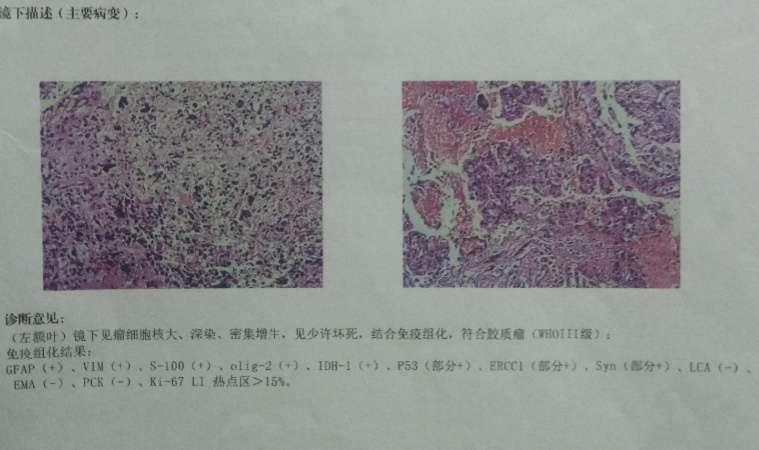 镜下描述（主要病变）：
诊断意见：
（左额叶）镜下见瘤细胞核大、深染、密集增生，见少许坏死，结合免疫组化，符合胶质瘤（WHOIII级）；
免疫组化结果：
GFAP（+）、VIM（+）、S-100（+）、olig-2（+）、IDH-1（+）、P53（部分+）、ERCC1（部分+）、Syn（部分+）、LCA（-）、
EMA（-）、PCK（-）、Ki-67 LI 热点区＞15%。